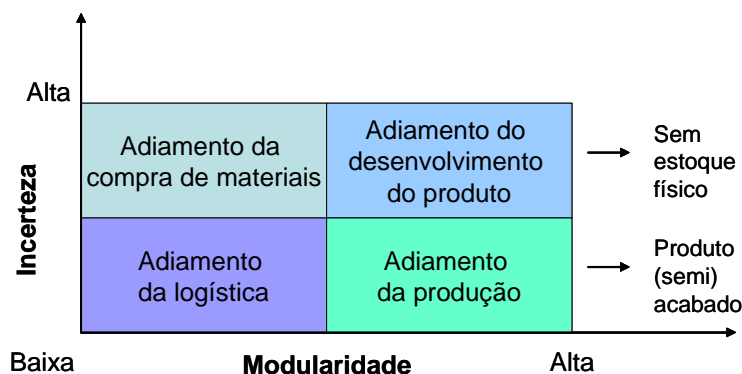 Alta
Incerteza
Adiamento da
compra de materiais
Adiamento do
desenvolvimento
do produto
Sem
estoque
físico
Adiamento
da logística
Adiamento
da produção
Produto
(semi)
acabado
Baixa
Modularidade
Alta